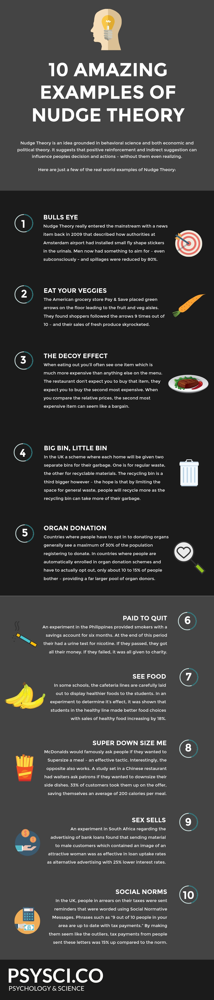 10 AMAZING
EXAMPLES OF
NUDGE THEORY
Nudge Theory is an idea grounded in behavioral science and both economic and
political theory. It suggests that positive reinforcement and indirect suggestion can
influence peoples decision and actions – without them even realizing.
Here are just a few of the real world examples of Nudge Theory:
1
BULLS EYE
Nudge Theory really entered the mainstream with a news
item back in 2009 that described how authorities at
Amsterdam airport had installed small fly shape stickers
in the urinals. Men now had something to aim for – even
subconsciously - and spillages were reduced by 80%.
2
EAT YOUR VEGGIES
The American grocery store Pay & Save placed green
arrows on the floor leading to the fruit and veg aisles.
They found shoppers followed the arrows 9 times out of
10 – and their sales of fresh produce skyrocketed.
3
THE DECOY EFFECT
When eating out you'll often see one item which is
much more expensive than anything else on the menu.
The restaurant don't expect you to buy that item, they
expect you to buy the second most expensive. When
you compare the relative prices, the second most
expensive item can seem like a bargain.
4
BIG BIN, LITTLE BIN
In the UK a scheme where each home will be given two
separate bins for their garbage. One is for regular waste,
the other for recyclable materials. The recycling bin is a
third bigger however – the hope is that by limiting the
space for general waste, people will recycle more as the
recycling bin can take more of their garbage.
5
ORGAN DONATION
Countries where people have to opt in to donating organs
generally see a maximum of 30% of the population
registering to donate. In countries where people are
automatically enrolled in organ donation schemes and
have to actually opt out, only about 10 to 15% of people
bother – providing a far larger pool of organ donors.
6
PAID TO QUIT
An experiment in the Philippines provided smokers with a
savings account for six months. At the end of this period
their had a urine test for nicotine. If they passed, they got
all their money. If they failed, it was all given to charity.
7
SEE FOOD
In some schools, the cafeteria lines are carefully laid
out to display healthier foods to the students. In an
experiment to determine it's effect, it was shown that
students in the healthy line made better food choices
with sales of healthy food increasing by 18%.
8
SUPER DOWN SIZE ME
McDonalds would famously ask people if they wanted to
Supersize a meal – an effective tactic. Interestingly, the
opposite also works. A study set in a Chinese restaurant
had waiters ask patrons if they wanted to downsize their
side dishes. 33% of customers took them up on the offer,
saving themselves an average of 200 calories per meal.
9
SEX SELLS
An experiment in South Africa regarding the
advertising of bank loans found that sending material
to male customers which contained an image of an
attractive woman was as effective in loan uptake rates
as alternative advertising with 25% lower interest rates.
10
SOCIAL NORMS
In the UK, people in arrears on their taxes were sent
reminders that were worded using Social Normative
Messages. Phrases such as "9 out of 10 people in your
area are up to date with tax payments." By making
them seem like the outliers, tax payments from people
sent these letters was 15% up compared to the norm.
PSYSCI.CO
PSYCHOLOGY & SCIENCE